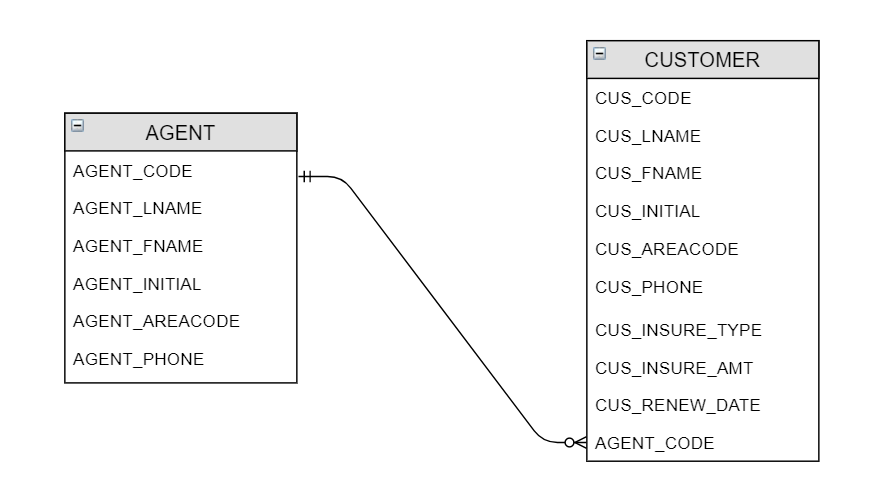 AGENT
AGENT_CODE
AGENT_LNAME
AGENT_FNAME
AGENT_INITIAL
AGENT_AREACODE
AGENT_PHONE
CUSTOMER
CUS_CODE
CUS_LNAME
CUS_FNAME
CUS_INITIAL
CUS_AREACODE
CUS_PHONE
CUS_INSURE_TYPE
CUS_INSURE_AMT
CUS_RENEW_DATE
AGENT_CODE